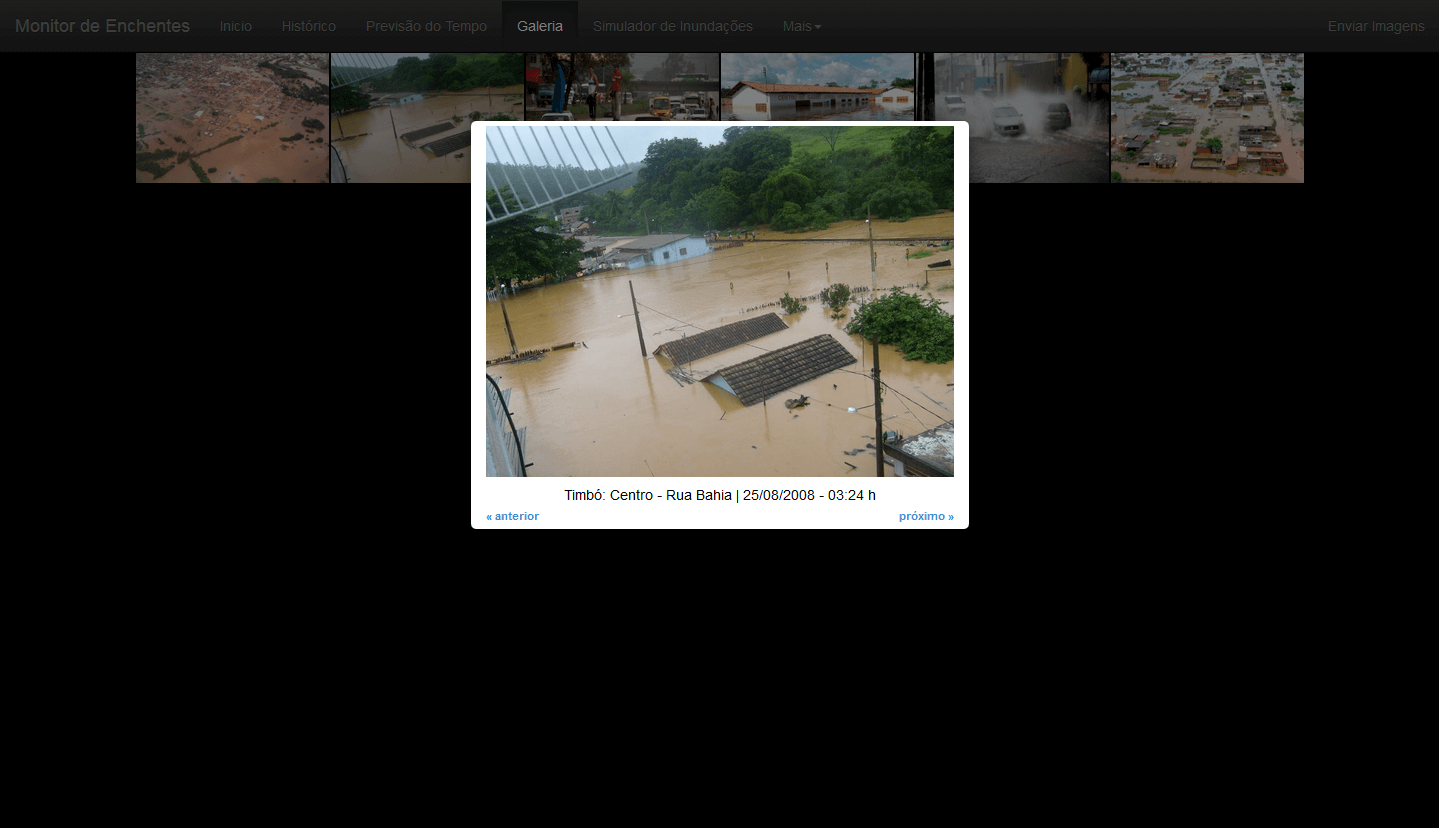 Monitor de Enchentes Inicio Histórico Previsão do Tempo Galeria Simulador de Inundações Mais Enviar Imagens
Timbó: Centro - Rua Bahia | 25/08/2008 - 03:24 h
« anterior próximo »